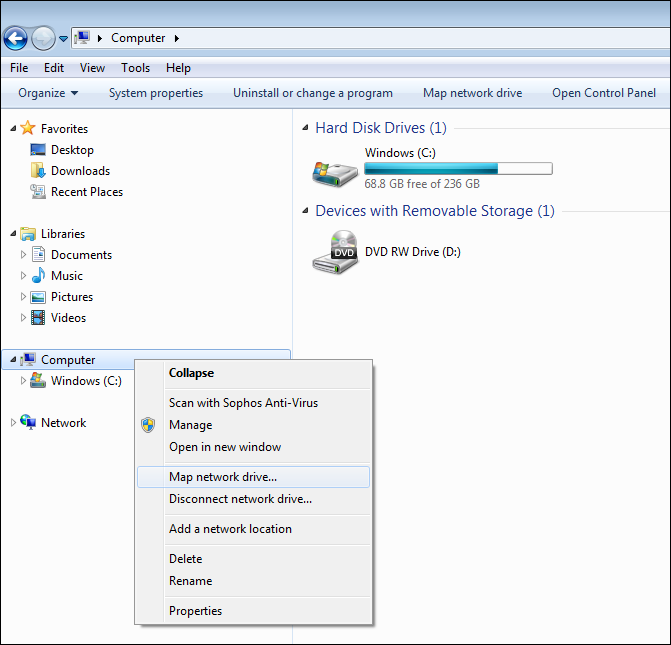 Computer
File Edit View Tools Help
Organize System properties Uninstall or change a program Map network drive Open Control Panel
Favorites
Desktop
Downloads
Recent Places
Libraries
Documents
Music
Pictures
Videos
Computer
Windows (C:)
Network
Hard Disk Drives (1)
Windows (C:)
68.8 GB free of 236 GB
Devices with Removable Storage (1)
DVD
DVD RW Drive (D:)
Collapse
Scan with Sophos Anti-Virus
Manage
Open in new window
Map network drive...
Disconnect network drive...
Add a network location
Delete
Rename
Properties